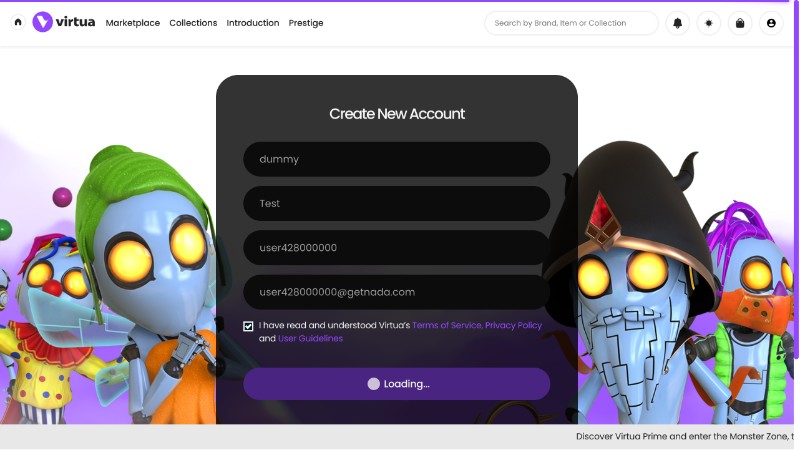 virtua
Marketplace Collections Introduction Prestige
Search by Brand, Item or Collection
Create New Account
dummy
Test
user428000000
user428000000@getnada.com
I have read and understood Virtua's Terms of Service, Privacy Policy
and User Guidelines
Loading...
Discover Virtua Prime and enter the Monster Zone, t